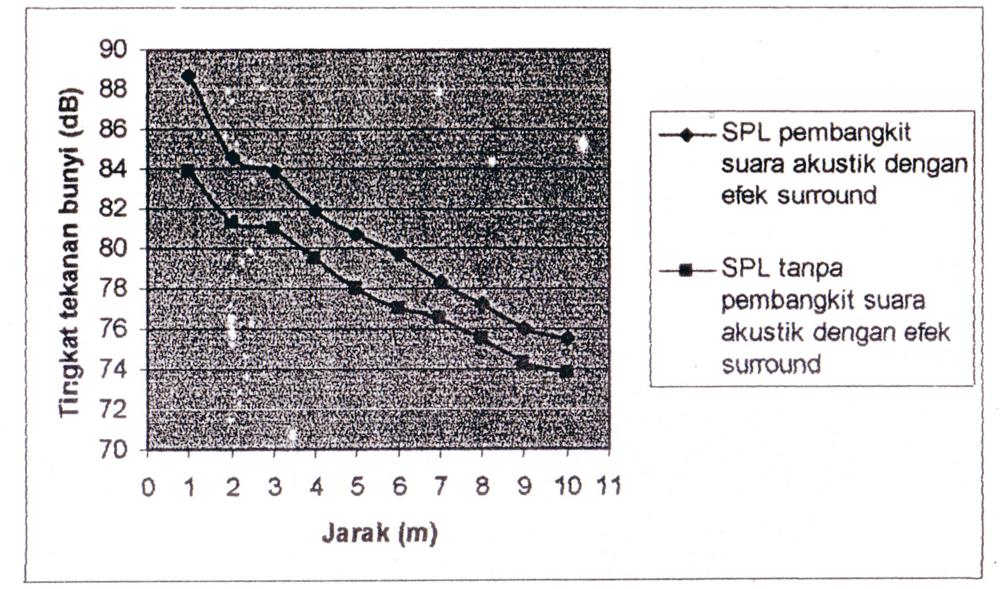 Tingkat tekanan bunyi (dB)
90
88
86
84
82
80
78
76
74
72
70
0 1 2 3 4 5 6 7 8 9 10 11
Jarak (m)
SPL pembangkit
suara akustik dengan
efek surround
SPL tanpa
pembangkit suara
akustik dengan efek
surround